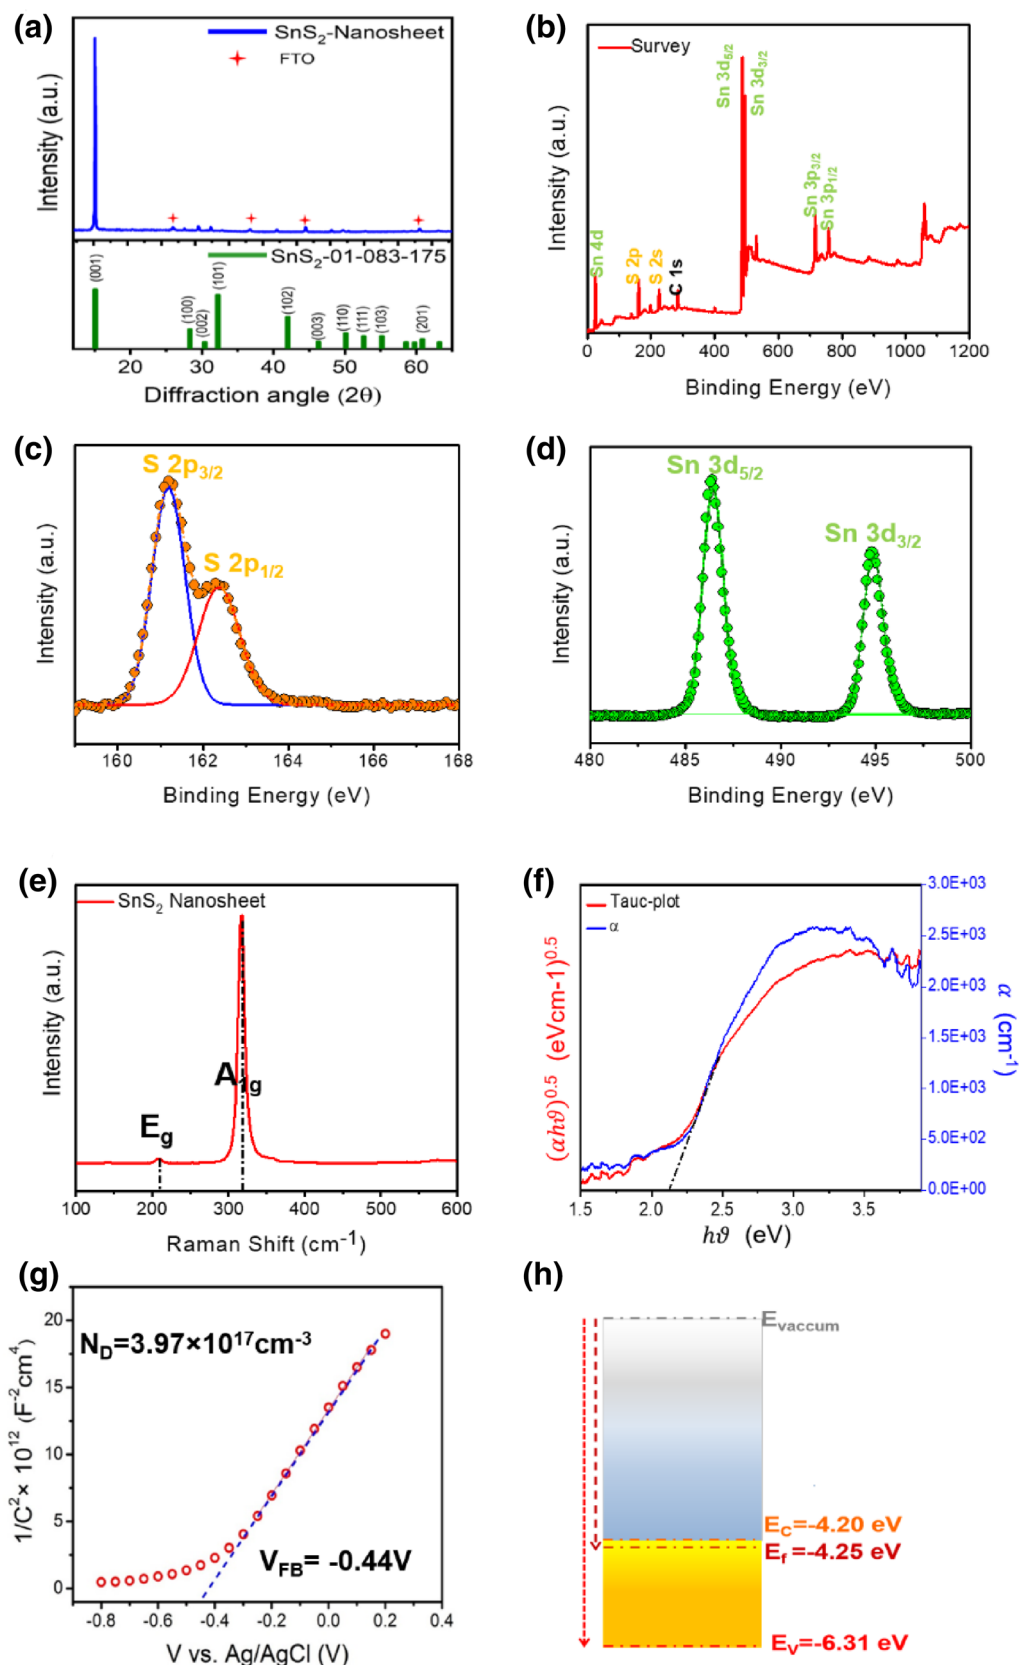 (a)
SnS2-Nanosheet
FTO
Intensity (a.u.)
SnS2-01-083-175
(001)
(100)
(002)
(101)
(102)
(003)
(110)
(111)
(103)
(201)
20 30 40 50 60
Diffraction angle (2θ)
(b)
Survey
Intensity (a.u.)
Sn 4d
S 2p
S 2s
C 1s
Sn 3d5/2
Sn 3d3/2
Sn 3p3/2
Sn 3p1/2
0 200 400 600 800 1000 1200
Binding Energy (eV)
(c)
S 2p3/2
S 2p1/2
Intensity (a.u.)
160 162 164 166 168
Binding Energy (eV)
(d)
Sn 3d5/2
Sn 3d3/2
Intensity (a.u.)
480 485 490 495 500
Binding Energy (eV)
(e)
SnS2 Nanosheet
Intensity (a.u.)
A1g
Eg
100 200 300 400 500 600
Raman Shift (cm-1)
(f)
Tauc-plot
α
(αhϑ)0.5 (eVcm-1)0.5
3.0E+03
2.5E+03
2.0E+03
1.5E+03
1.0E+03
5.0E+02
0.0E+00
α (cm-1)
1.5 2.0 2.5 3.0 3.5
hϑ (eV)
(g)
ND=3.97×1017cm-3
VFB= -0.44V
1/C2× 1012 (F-2cm4)
20
15
10
5
0
-0.8 -0.6 -0.4 -0.2 0.0 0.2 0.4
V vs. Ag/AgCl (V)
(h)
Evaccum
EC=-4.20 eV
Ef=-4.25 eV
EV=-6.31 eV